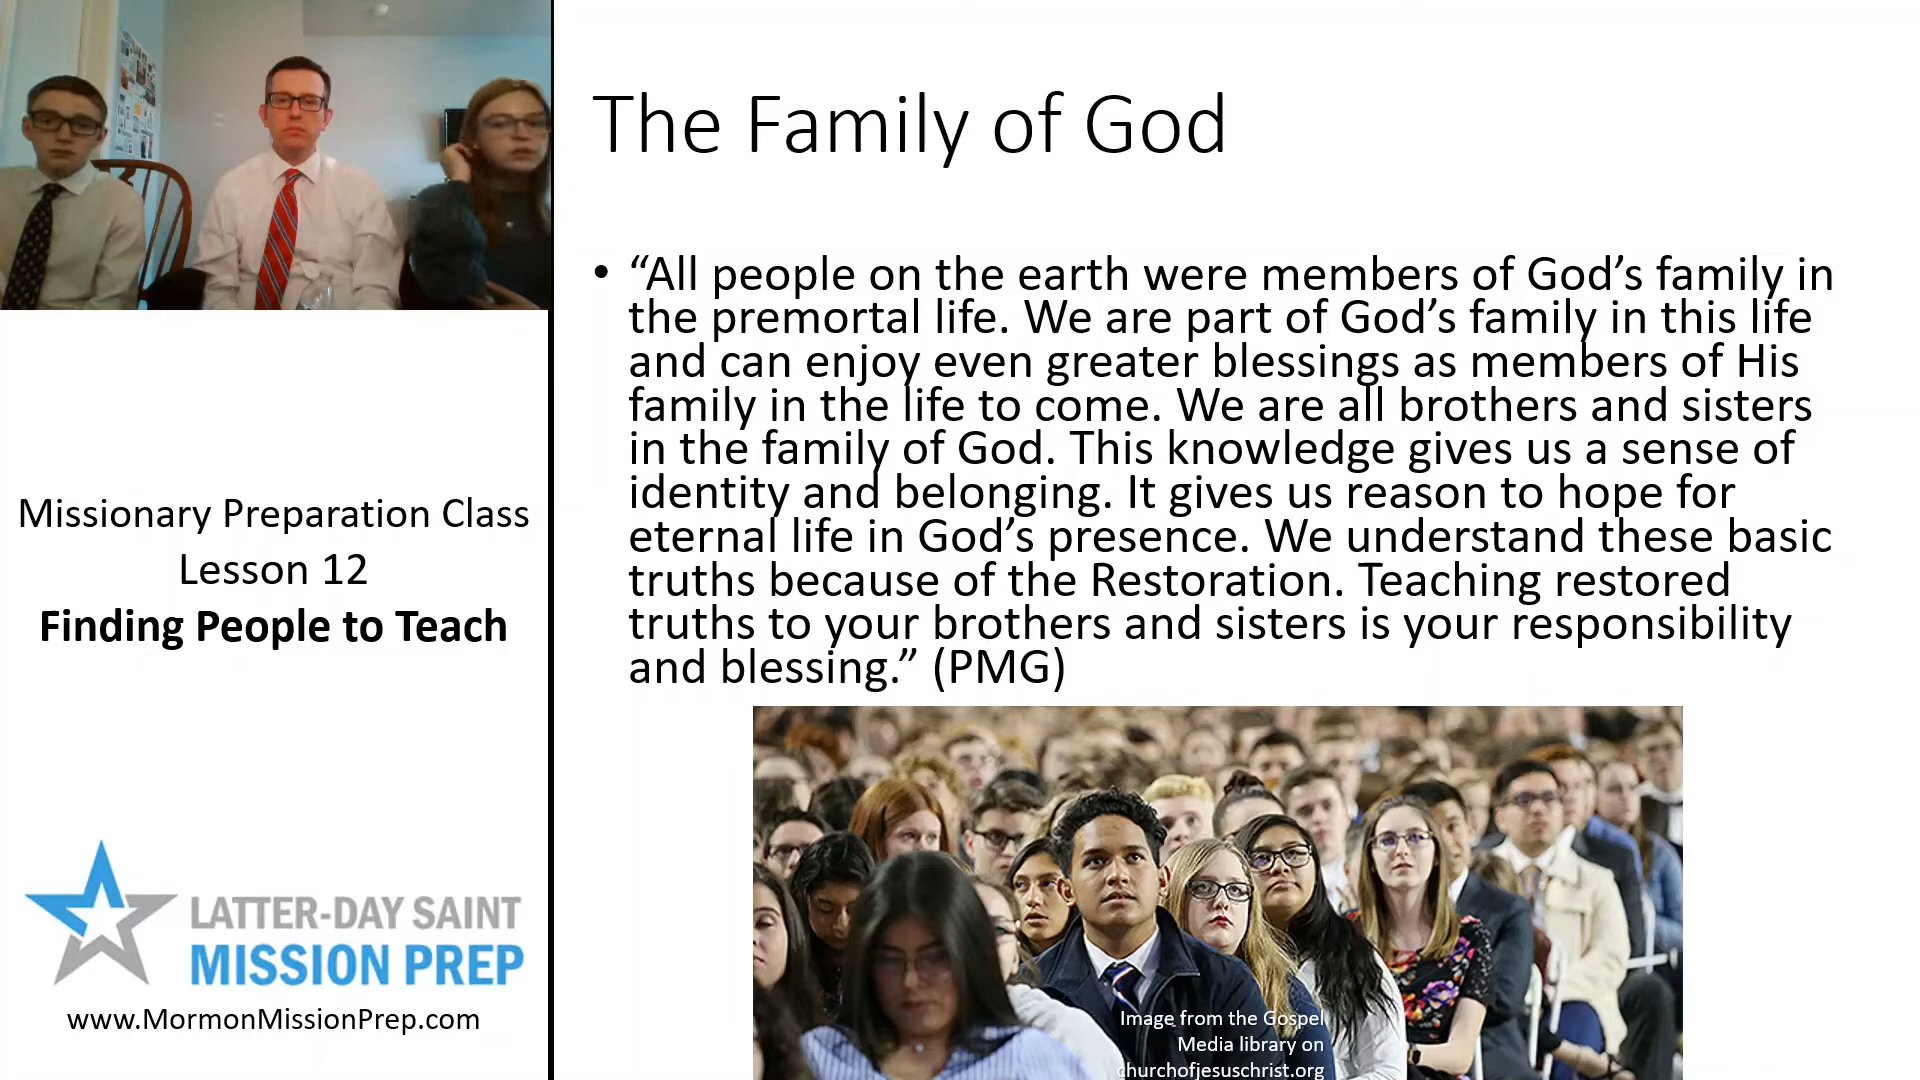 Missionary Preparation Class
Lesson 12
Finding People to Teach
LATTER-DAY SAINT
MISSION PREP
www.MormonMissionPrep.com
The Family of God
• “All people on the earth were members of God’s family in
the premortal life. We are part of God’s family in this life
and can enjoy even greater blessings as members of His
family in the life to come. We are all brothers and sisters
in the family of God. This knowledge gives us a sense of
identity and belonging. It gives us reason to hope for
eternal life in God’s presence. We understand these basic
truths because of the Restoration. Teaching restored
truths to your brothers and sisters is your responsibility
and blessing.” (PMG)
Image from the Gospel
Media library on
churchofjesuschrist.org